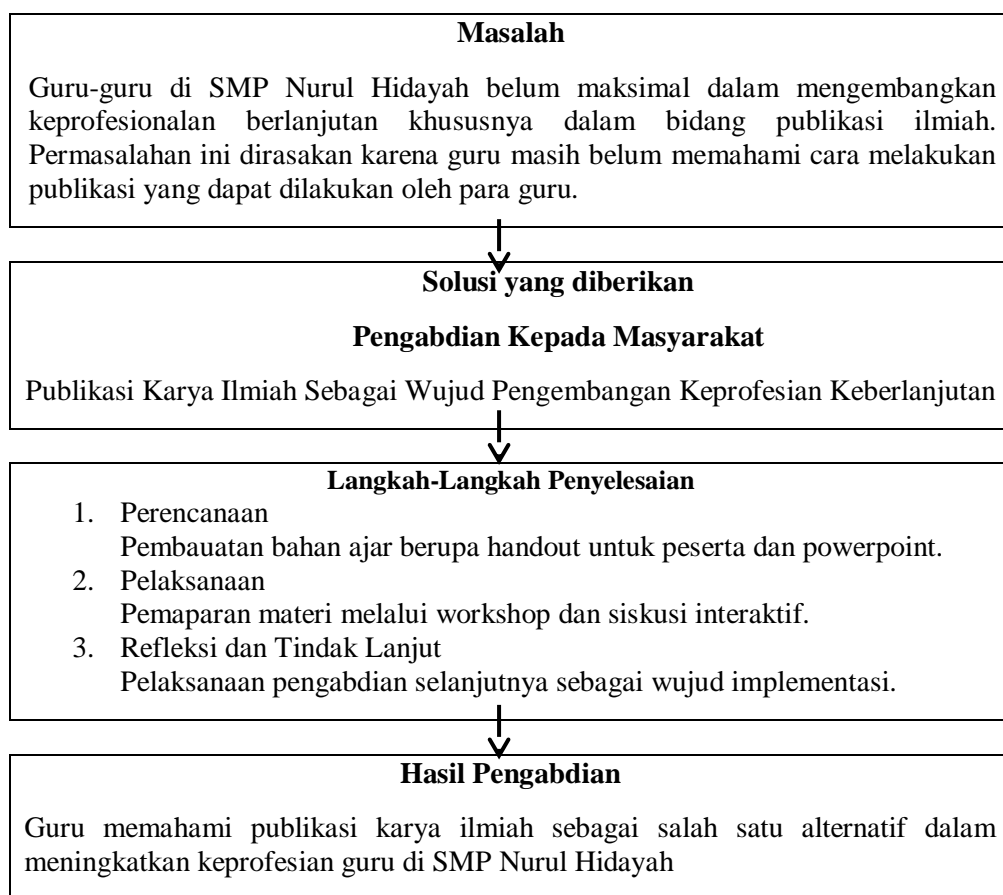 Masalah
Guru-guru di SMP Nurul Hidayah belum maksimal dalam mengembangkan
keprofesionalan berlanjutan khususnya dalam bidang publikasi ilmiah.
Permasalahan ini dirasakan karena guru masih belum memahami cara melakukan
publikasi yang dapat dilakukan oleh para guru.
Solusi yang diberikan
Pengabdian Kepada Masyarakat
Publikasi Karya Ilmiah Sebagai Wujud Pengembangan Keprofesian Keberlanjutan
Langkah-Langkah Penyelesaian
1. Perencanaan
Pembauatan bahan ajar berupa handout untuk peserta dan powerpoint.
2. Pelaksanaan
Pemaparan materi melalui workshop dan siskusi interaktif.
3. Refleksi dan Tindak Lanjut
Pelaksanaan pengabdian selanjutnya sebagai wujud implementasi.
Hasil Pengabdian
Guru memahami publikasi karya ilmiah sebagai salah satu alternatif dalam
meningkatkan keprofesian guru di SMP Nurul Hidayah